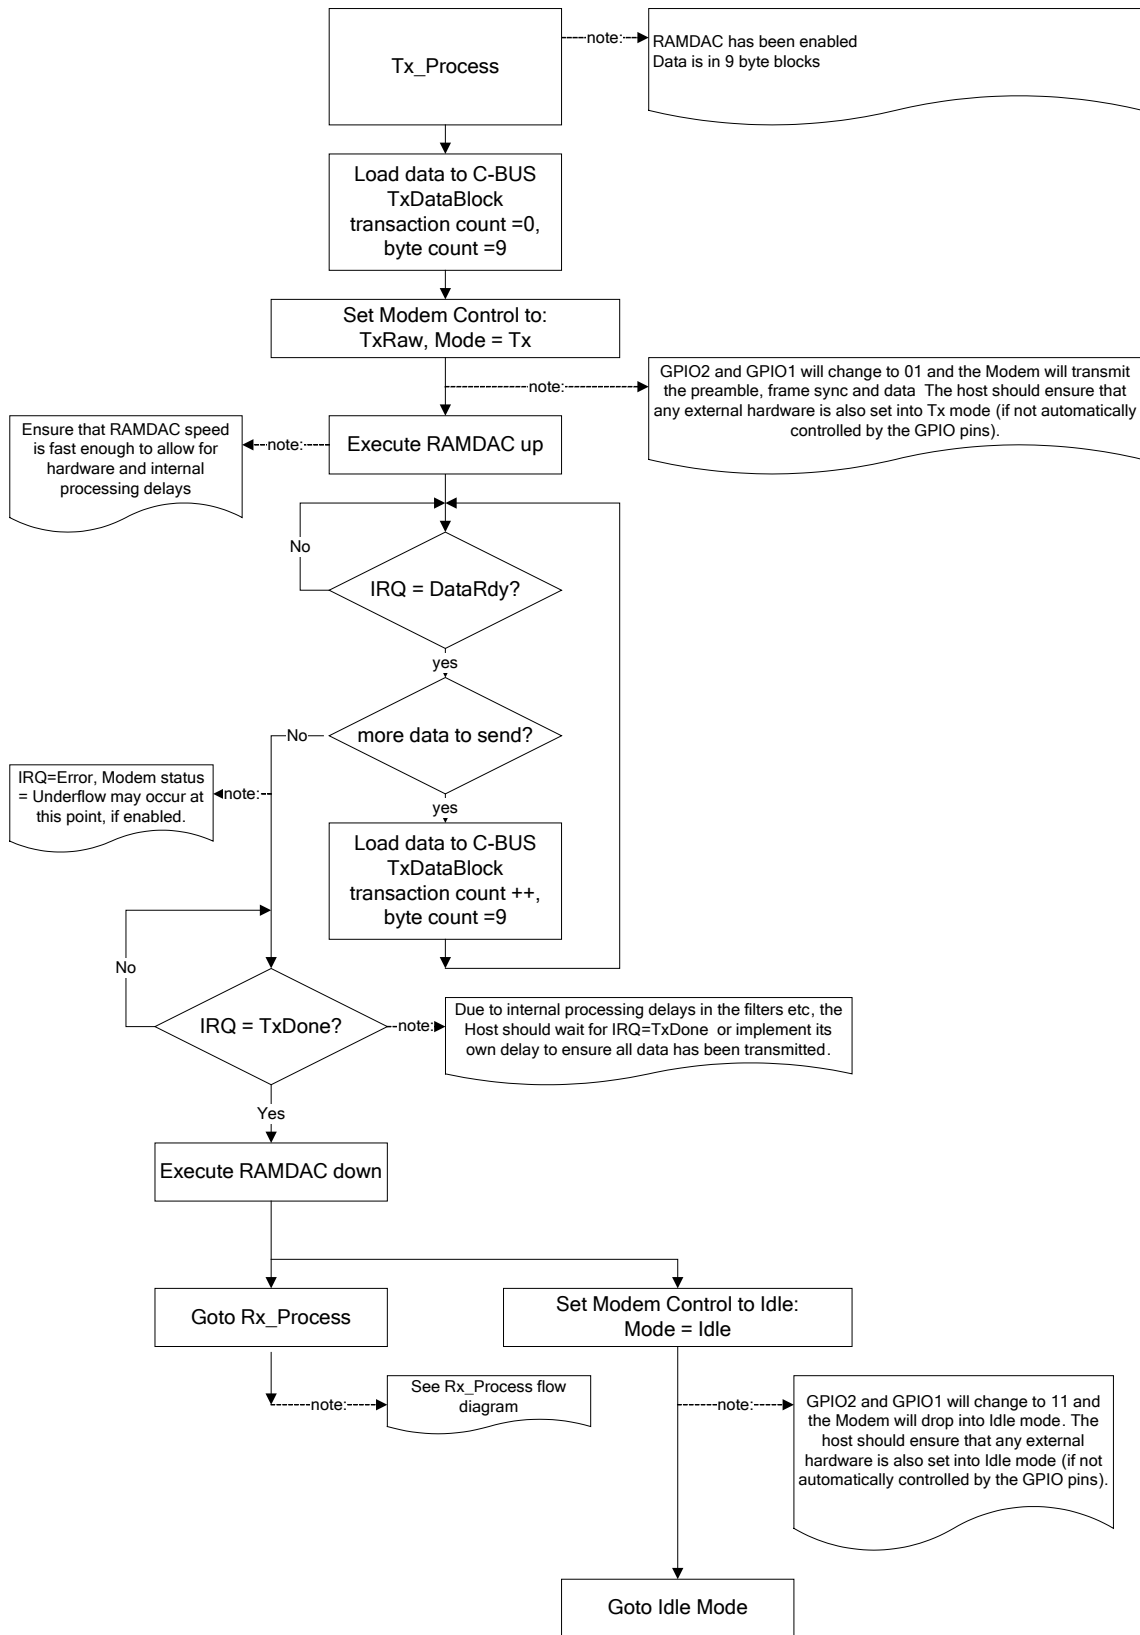 Tx_Process
note:
RAMDAC has been enabled
Data is in 9 byte blocks
Load data to C-BUS
TxDataBlock
transaction count =0,
byte count =9
Set Modem Control to:
TxRaw, Mode = Tx
note:
GPIO2 and GPIO1 will change to 01 and the Modem will transmit
the preamble, frame sync and data  The host should ensure that
any external hardware is also set into Tx mode (if not automatically
controlled by the GPIO pins).
Execute RAMDAC up
note:
Ensure that RAMDAC speed
is fast enough to allow for
hardware and internal
processing delays
No
IRQ = DataRdy?
yes
more data to send?
No
note:
IRQ=Error, Modem status
= Underflow may occur at
this point, if enabled.
yes
Load data to C-BUS
TxDataBlock
transaction count ++,
byte count =9
No
IRQ = TxDone?
note:
Due to internal processing delays in the filters etc, the
Host should wait for IRQ=TxDone  or implement its
own delay to ensure all data has been transmitted.
Yes
Execute RAMDAC down
Goto Rx_Process
note:
See Rx_Process flow
diagram
Set Modem Control to Idle:
Mode = Idle
note:
GPIO2 and GPIO1 will change to 11 and
the Modem will drop into Idle mode. The
host should ensure that any external
hardware is also set into Idle mode (if not
automatically controlled by the GPIO pins).
Goto Idle Mode